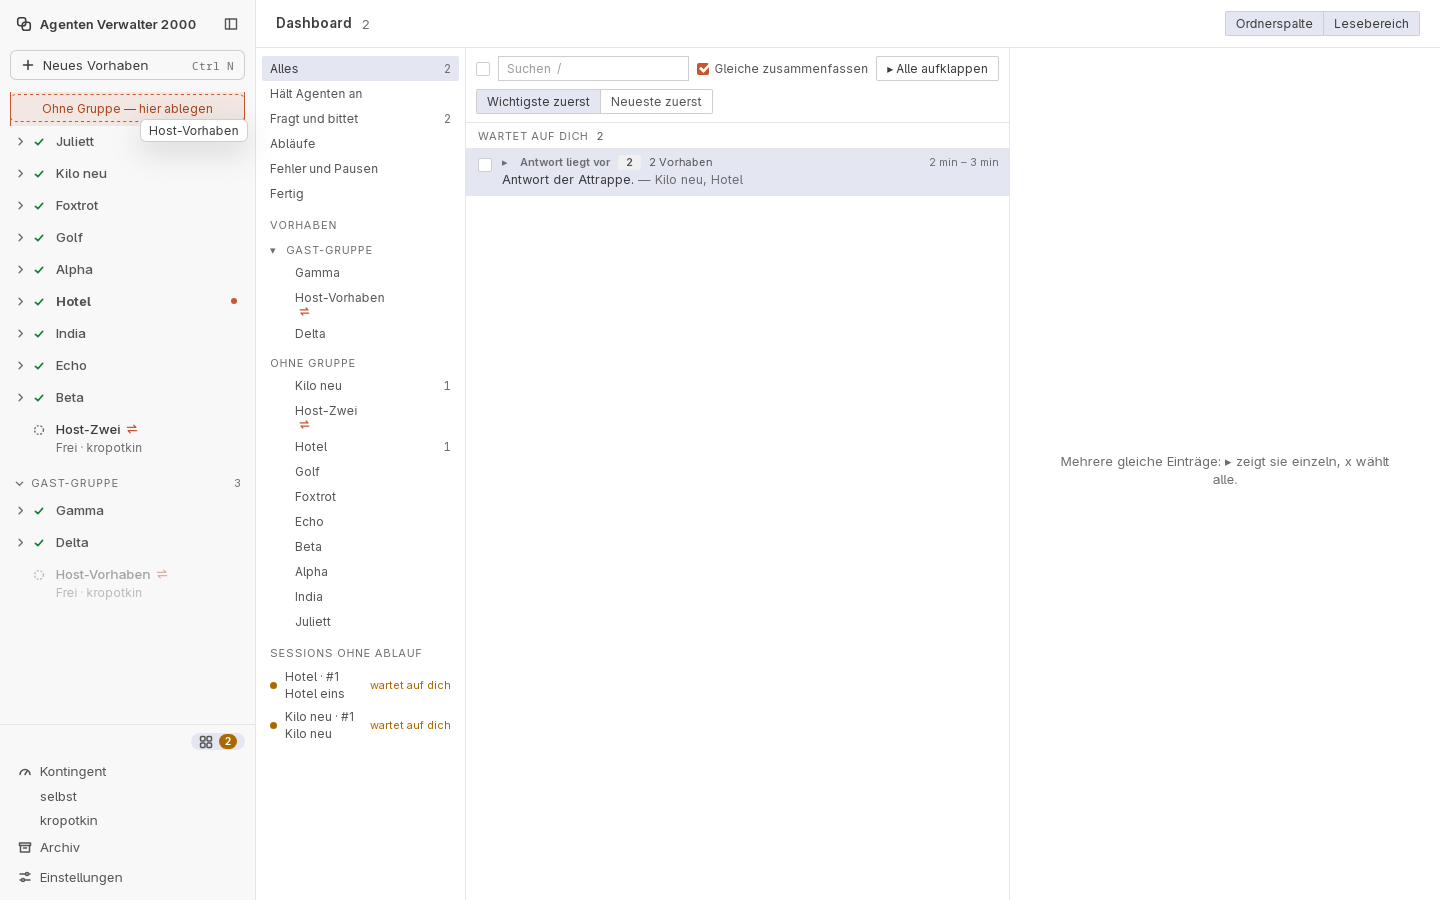 Agenten Verwalter 2000
Neues Vorhaben Ctrl N
Ohne Gruppe — hier ablegen
Host-Vorhaben
Juliett
Kilo neu
Foxtrot
Golf
Alpha
Hotel
India
Echo
Beta
Host-Zwei ⇌
Frei · kropotkin
GAST-GRUPPE 3
Gamma
Delta
Host-Vorhaben ⇌
Frei · kropotkin
2
Kontingent
selbst
kropotkin
Archiv
Einstellungen
Dashboard 2
Ordnerspalte Lesebereich
Alles 2
Hält Agenten an
Fragt und bittet 2
Abläufe
Fehler und Pausen
Fertig
VORHABEN
▾ GAST-GRUPPE
Gamma
Host-Vorhaben
⇌
Delta
OHNE GRUPPE
Kilo neu 1
Host-Zwei
⇌
Hotel 1
Golf
Foxtrot
Echo
Beta
Alpha
India
Juliett
SESSIONS OHNE ABLAUF
Hotel · #1
Hotel eins
wartet auf dich
Kilo neu · #1
Kilo neu
wartet auf dich
Suchen /
Gleiche zusammenfassen
▸ Alle aufklappen
Wichtigste zuerst Neueste zuerst
WARTET AUF DICH 2
▸ Antwort liegt vor 2 2 Vorhaben 2 min – 3 min
Antwort der Attrappe. — Kilo neu, Hotel
Mehrere gleiche Einträge: ▸ zeigt sie einzeln, x wählt
alle.